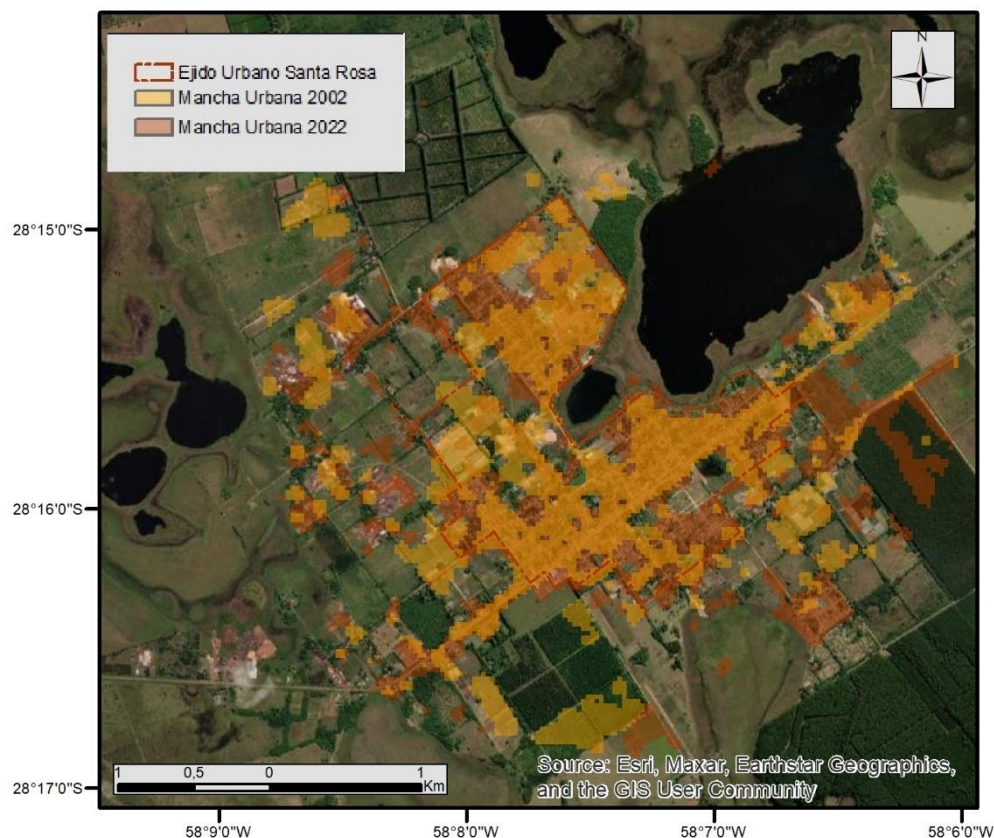 N
Ejido Urbano Santa Rosa
Mancha Urbana 2002
Mancha Urbana 2022
28°15'0"S
28°16'0"S
28°17'0"S
1 0,5 0 1
Km
Source: Esri, Maxar, Earthstar Geographics,
and the GIS User Community
58°9'0"W 58°8'0"W 58°7'0"W 58°6'0"W